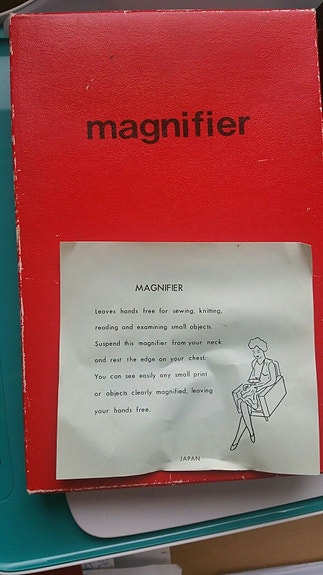 magnifier
MAGNIFIER
Leaves hands free for sewing, knitting,
reading and examining small objects.
Suspend this magnifier from your neck
and rest the edge on your chest.
You can see easily any small print
or objects clearly magnified, leaving
your hands free.
JAPAN